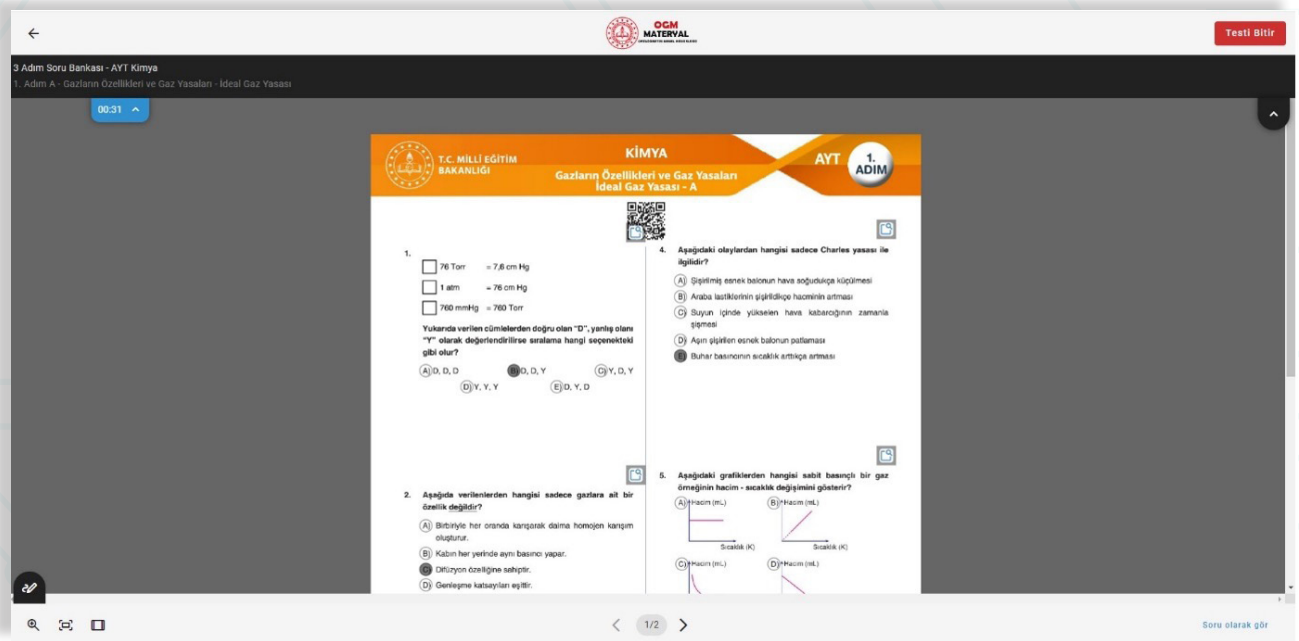 OGM
MATERYAL
Testi Bitir
3 Adım Soru Bankası - AYT Kimya
1. Adım A - Gazların Özellikleri ve Gaz Yasaları - İdeal Gaz Yasası
00:31
T.C. MİLLİ EĞİTİM
BAKANLIĞI
KİMYA
Gazların Özellikleri ve Gaz Yasaları
İdeal Gaz Yasası - A
AYT
1.
ADIM
1.
76 Torr = 7,6 cm Hg
1 atm = 76 cm Hg
760 mmHg = 760 Torr
Yukarıda verilen cümlelerden doğru olan "D", yanlış olanı
"Y" olarak değerlendirilirse sıralama hangi seçenekteki
gibi olur?
A) D, D, D B) D, D, Y C) Y, D, Y
D) Y, Y, Y E) D, Y, D
2. Aşağıda verilenlerden hangisi sadece gazlara ait bir
özellik değildir?
A) Birbiriyle her oranda karışarak daima homojen karışım
oluşturur.
B) Kabın her yerinde aynı basıncı yapar.
C) Difüzyon özelliğine sahiptir.
D) Genleşme katsayıları eşittir.
4. Aşağıdaki olaylardan hangisi sadece Charles yasası ile
ilgilidir?
A) Şişirilmiş esnek balonun hava soğudukça küçülmesi
B) Araba lastiklerinin şişirildikçe hacminin artması
C) Suyun içinde yükselen hava kabarcığının zamanla
şişmesi
D) Aşırı şişirilen esnek balonun patlaması
E) Buhar basıncının sıcaklık arttıkça artması
5. Aşağıdaki grafiklerden hangisi sabit basınçlı bir gaz
örneğinin hacim - sıcaklık değişimini gösterir?
A) Hacim (mL) B) Hacim (mL)
Sıcaklık (K) Sıcaklık (K)
C) Hacim (mL) D) Hacim (mL)
1/2
Soru olarak gör